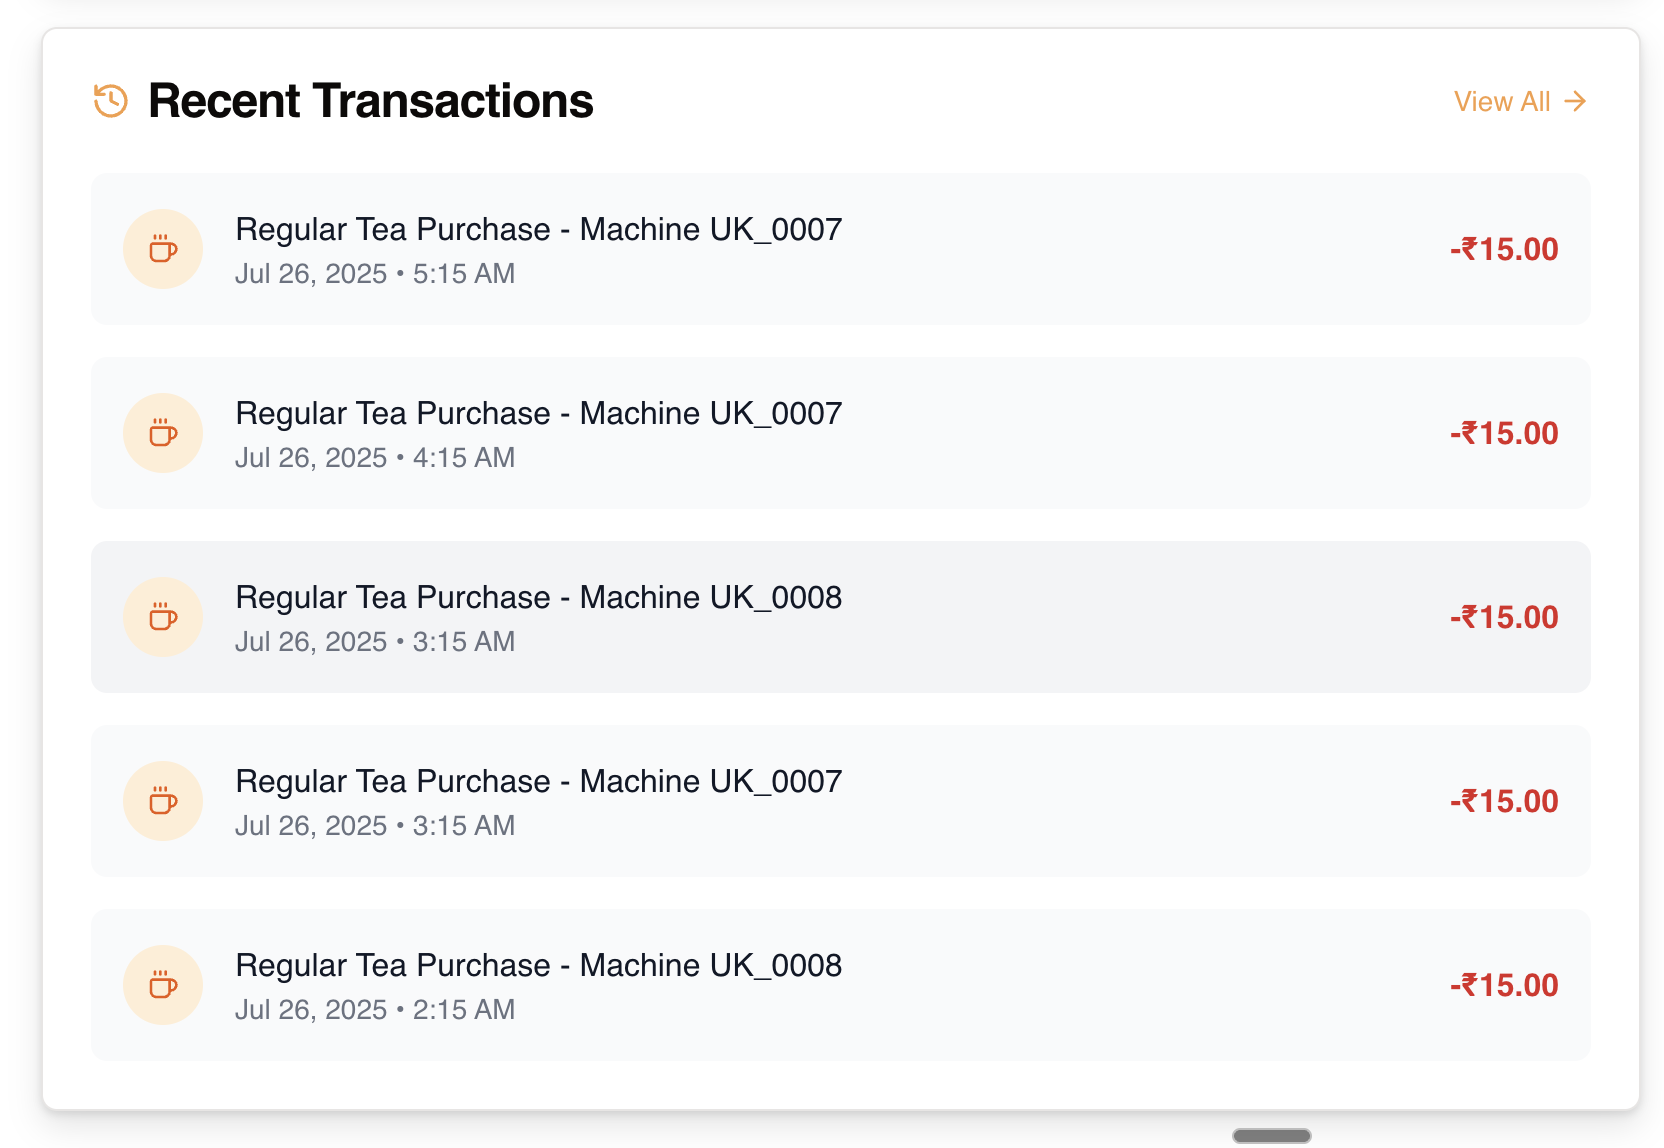 Recent Transactions
View All →
Regular Tea Purchase - Machine UK_0007
Jul 26, 2025 • 5:15 AM
-₹15.00
Regular Tea Purchase - Machine UK_0007
Jul 26, 2025 • 4:15 AM
-₹15.00
Regular Tea Purchase - Machine UK_0008
Jul 26, 2025 • 3:15 AM
-₹15.00
Regular Tea Purchase - Machine UK_0007
Jul 26, 2025 • 3:15 AM
-₹15.00
Regular Tea Purchase - Machine UK_0008
Jul 26, 2025 • 2:15 AM
-₹15.00